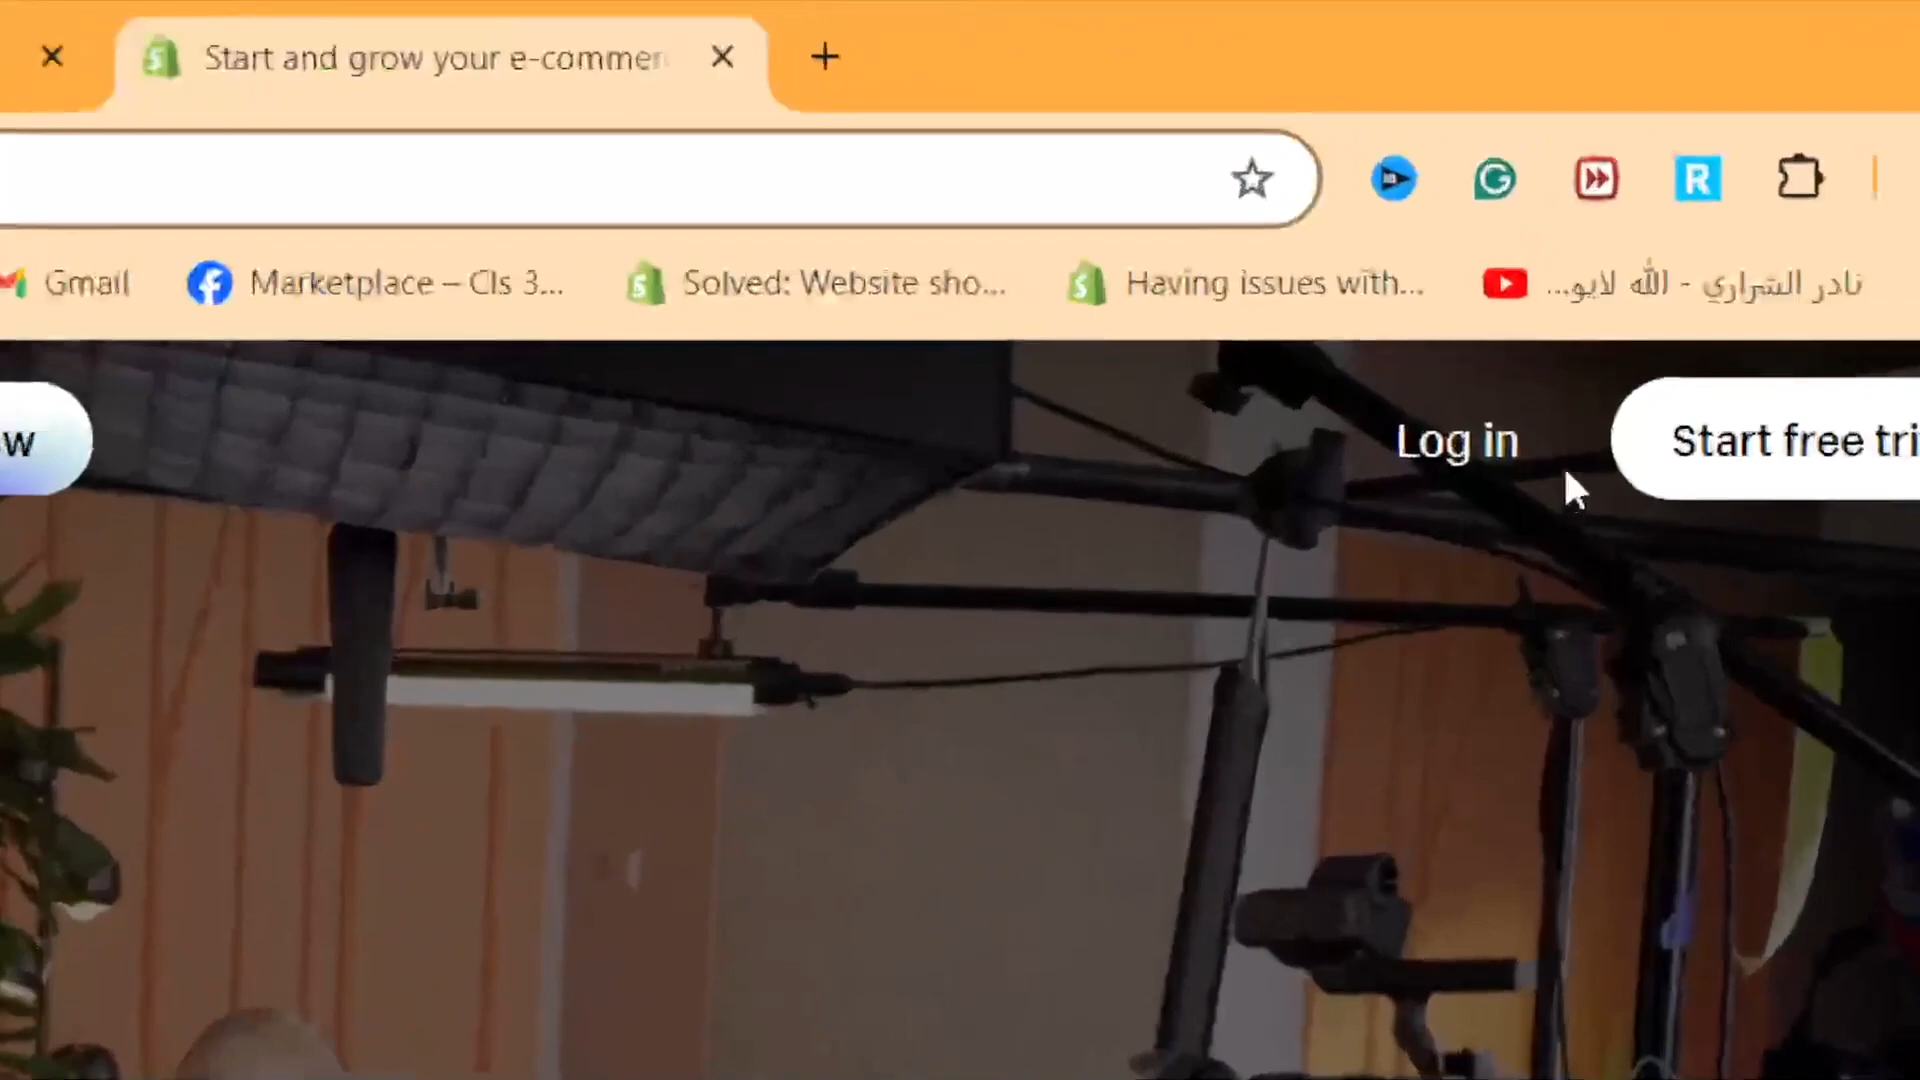 Start and grow your e-commer
Gmail
Marketplace – Cls 3...
Solved: Website sho...
Having issues with...
نادر الشراري - الله لايو...
w
Log in
Start free tri